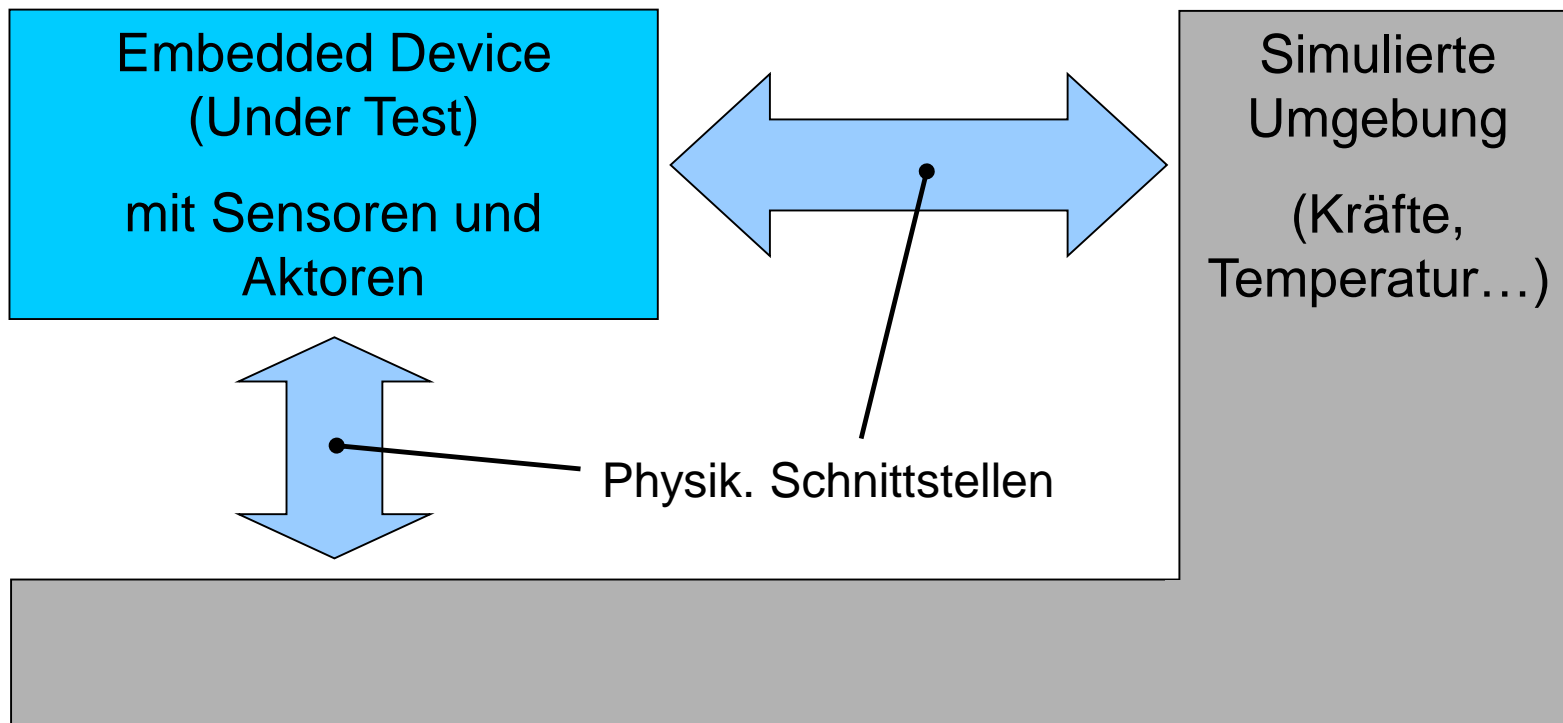 Embedded Device
(Under Test)
mit Sensoren und
Aktoren
Simulierte
Umgebung
(Kräfte,
Temperatur…)
Physik. Schnittstellen